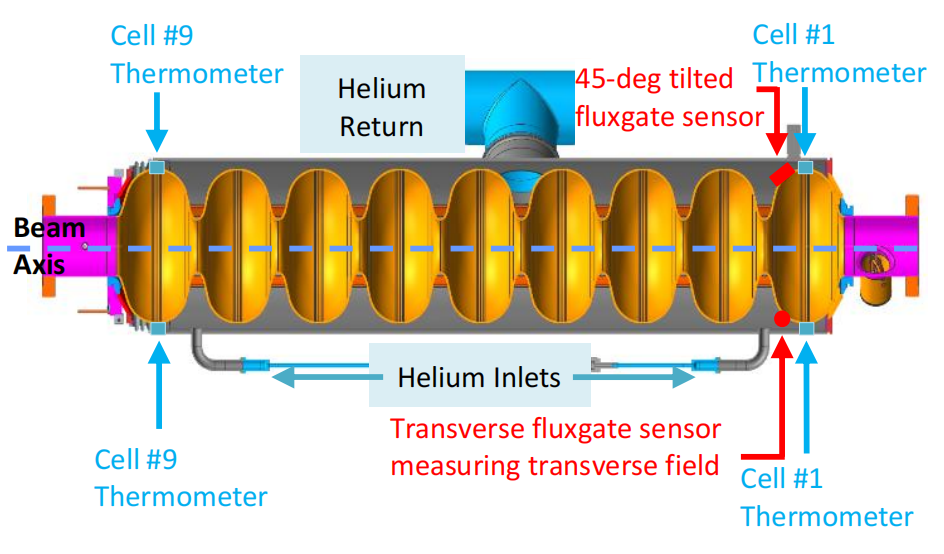 Cell #9
Thermometer
Helium
Return
45-deg tilted
fluxgate sensor
Cell #1
Thermometer
Beam
Axis
Helium Inlets
Transverse fluxgate sensor
measuring transverse field
Cell #9
Thermometer
Cell #1
Thermometer